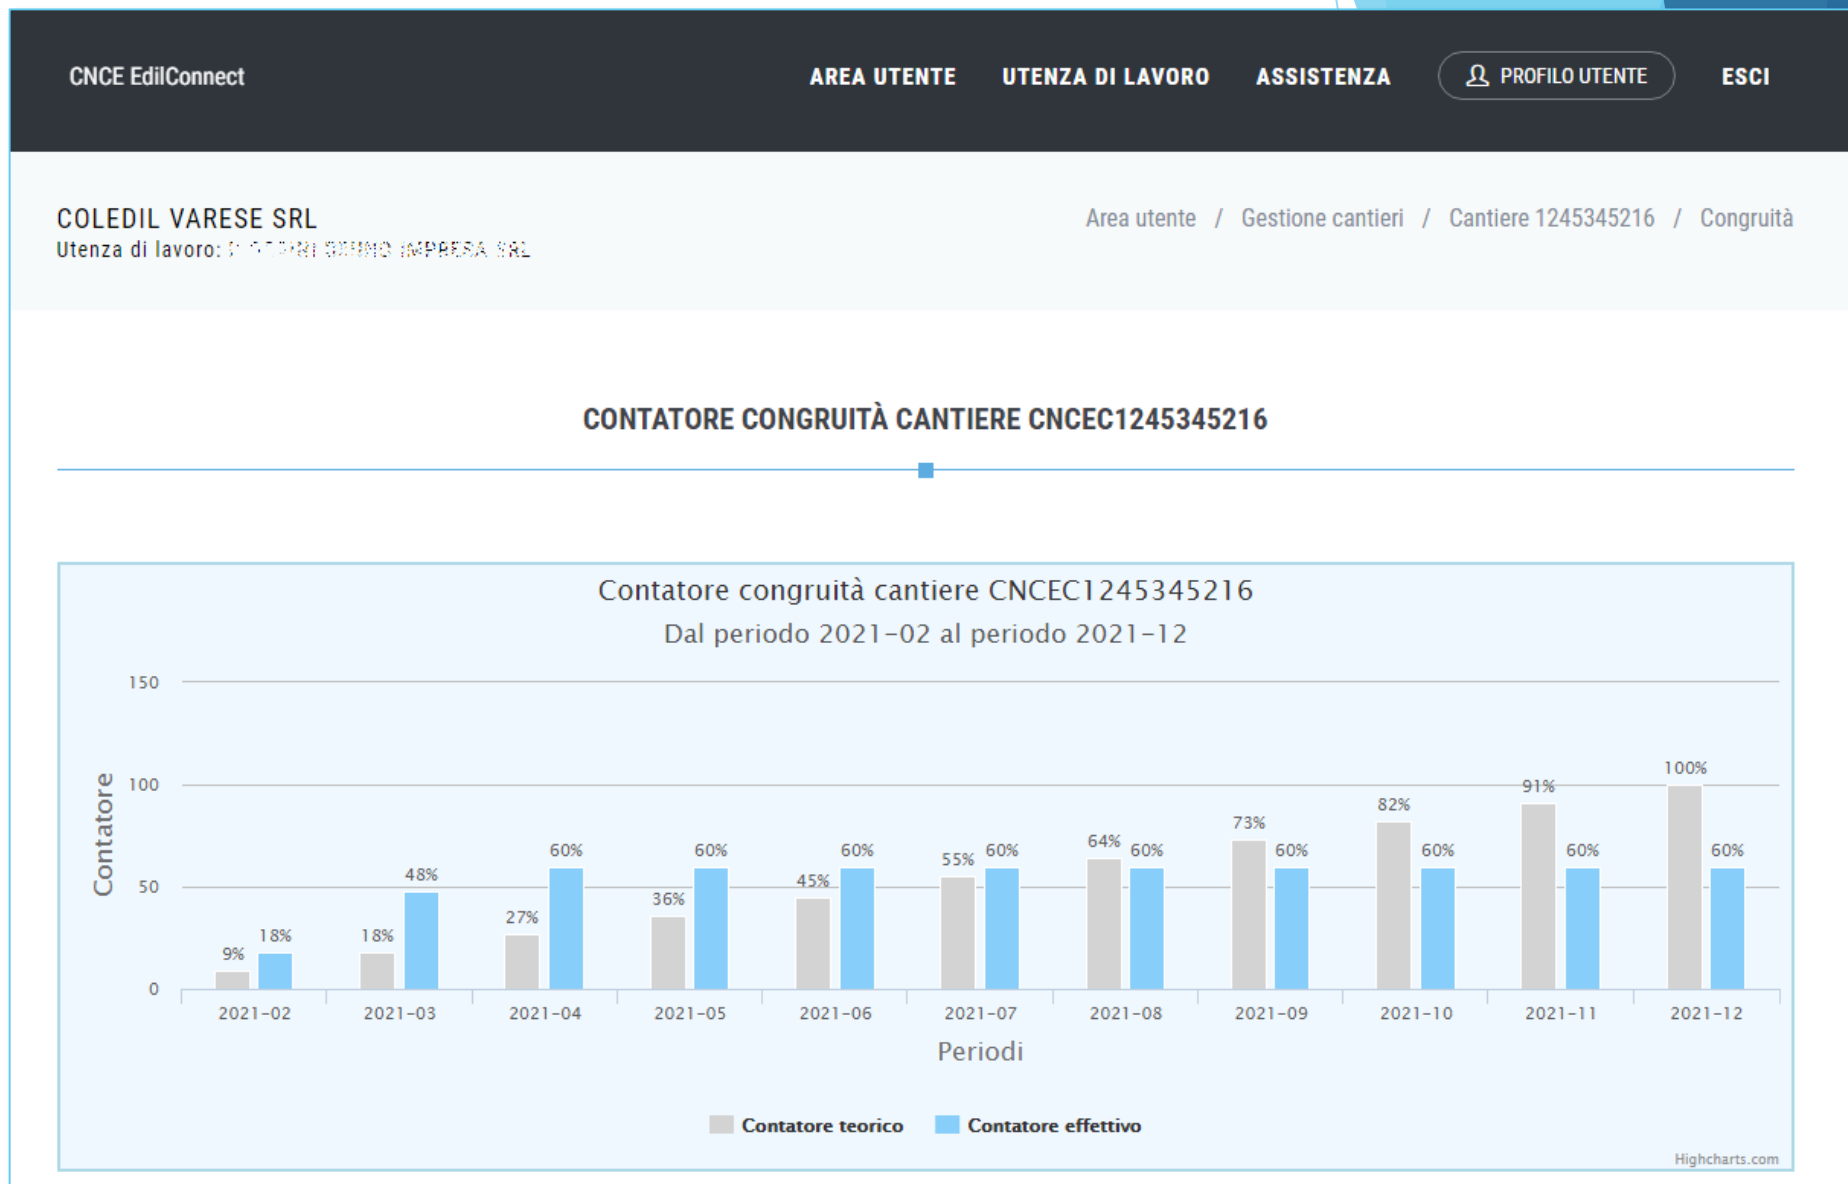 CNCE EdilConnect
AREA UTENTE UTENZA DI LAVORO ASSISTENZA PROFILO UTENTE ESCI
COLEDIL VARESE SRL
Area utente / Gestione cantieri / Cantiere 1245345216 / Congruità
Utenza di lavoro: IMPRESA SRL
CONTATORE CONGRUITÀ CANTIERE CNCEC1245345216
Contatore congruità cantiere CNCEC1245345216
Dal periodo 2021-02 al periodo 2021-12
Contatore
150
100
50
0
9% 18% 18% 48% 27% 60% 36% 60% 45% 60% 55% 60% 64% 60% 73% 60% 82% 60% 91% 60% 100% 60%
2021-02 2021-03 2021-04 2021-05 2021-06 2021-07 2021-08 2021-09 2021-10 2021-11 2021-12
Periodi
Contatore teorico Contatore effettivo
Highcharts.com